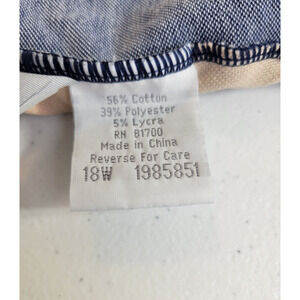 56% Cotton
39% Polyester
5% Lycra
RN 81700
Made in China
Reverse For Care
18W 1985851